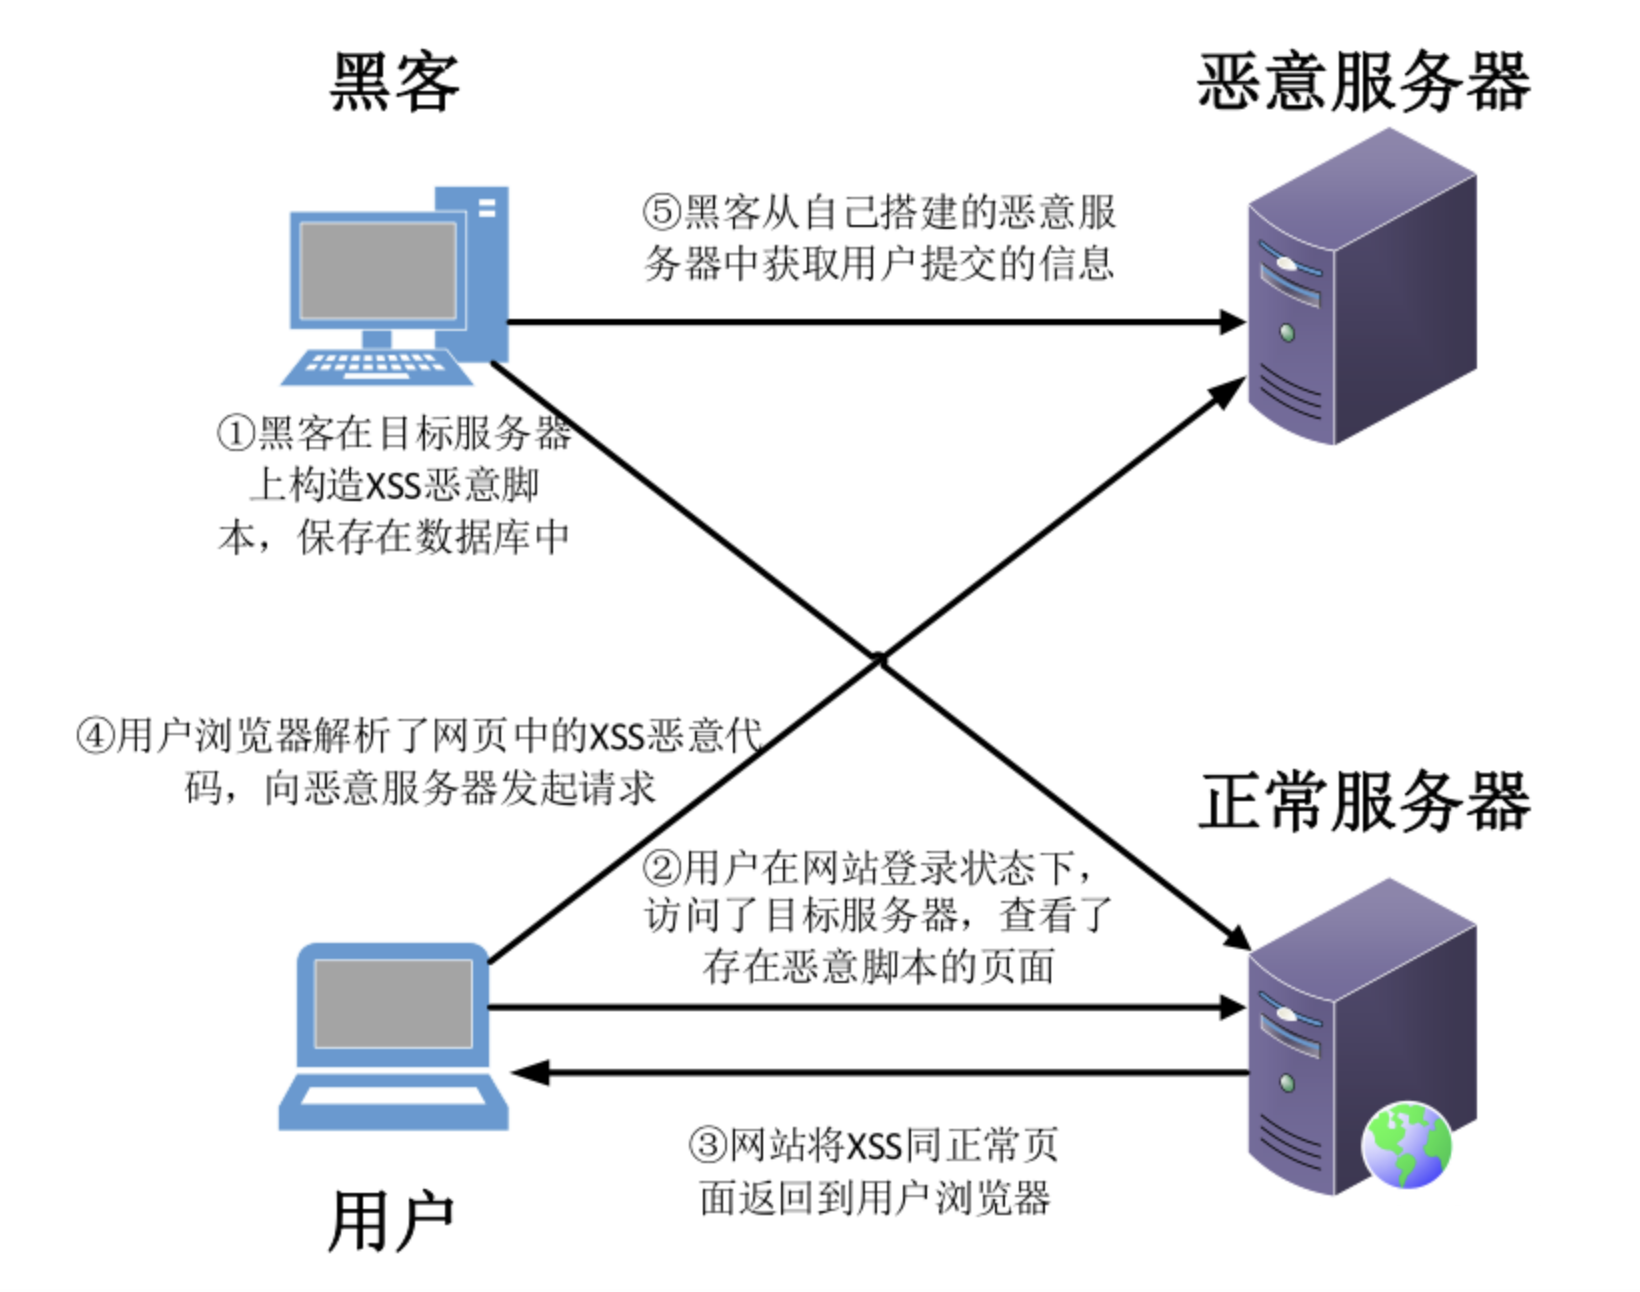 黑客
恶意服务器
⑤黑客从自己搭建的恶意服
务器中获取用户提交的信息
①黑客在目标服务器
上构造XSS恶意脚
本，保存在数据库中
④用户浏览器解析了网页中的XSS恶意代
码，向恶意服务器发起请求
正常服务器
②用户在网站登录状态下，
访问了目标服务器，查看了
存在恶意脚本的页面
③网站将XSS同正常页
面返回到用户浏览器
用户